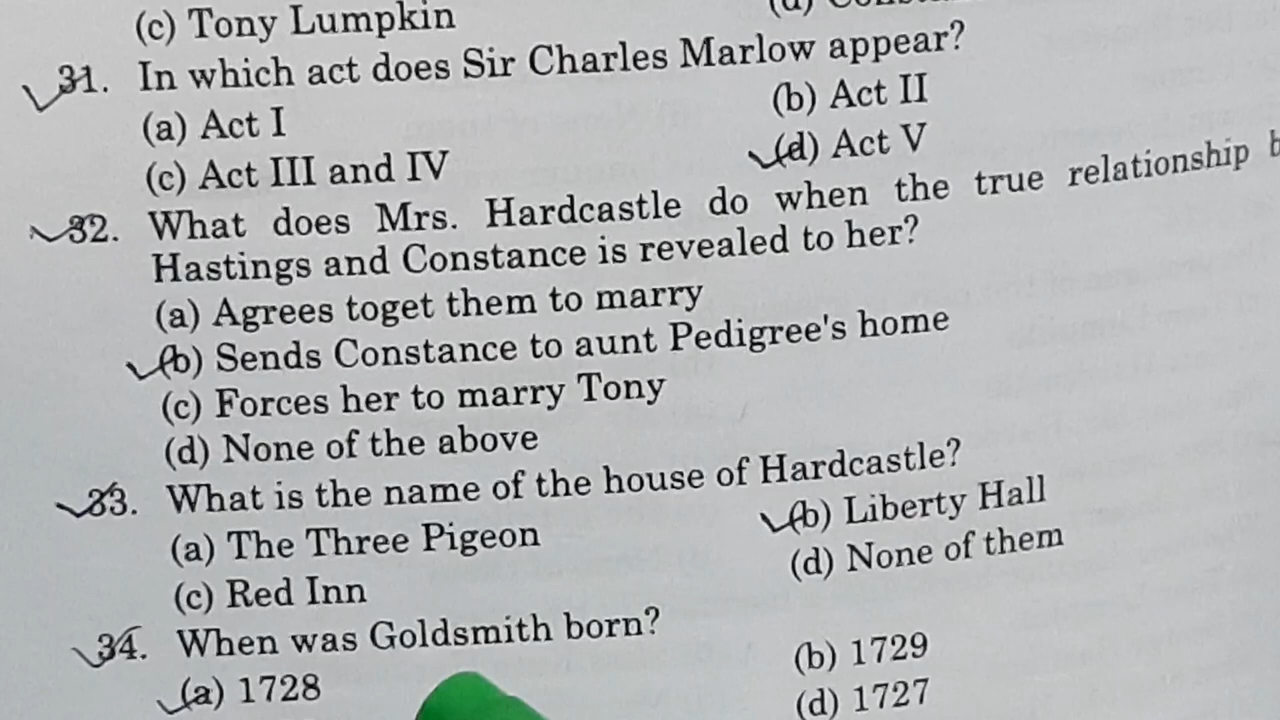 (c) Tony Lumpkin
31. In which act does Sir Charles Marlow appear?
(a) Act I (b) Act II
(c) Act III and IV (d) Act V
32. What does Mrs. Hardcastle do when the true relationship
Hastings and Constance is revealed to her?
(a) Agrees toget them to marry
(b) Sends Constance to aunt Pedigree's home
(c) Forces her to marry Tony
(d) None of the above
33. What is the name of the house of Hardcastle?
(a) The Three Pigeon (b) Liberty Hall
(c) Red Inn (d) None of them
34. When was Goldsmith born?
(a) 1728 (b) 1729
(d) 1727